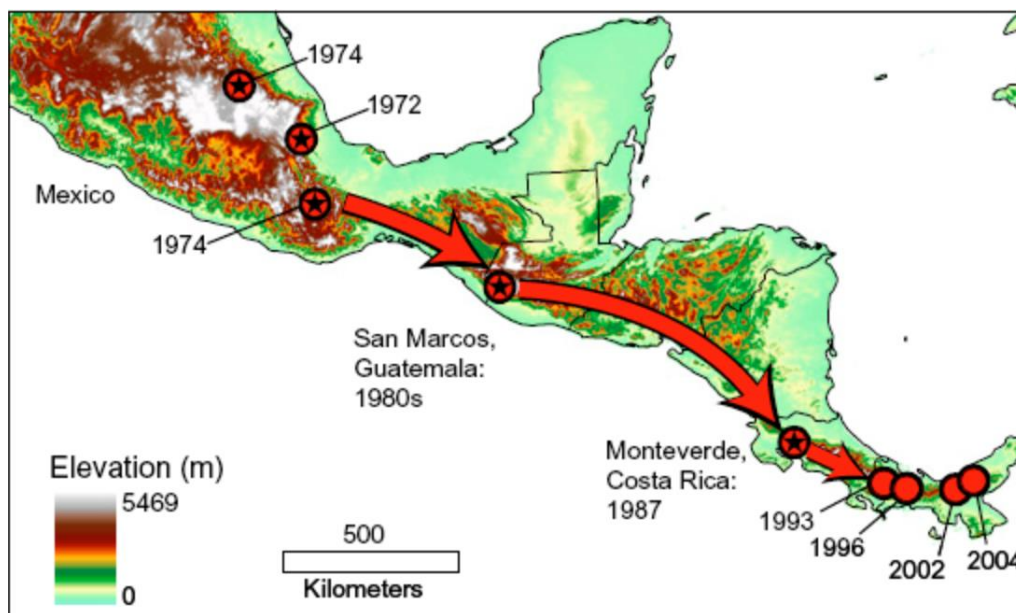 1974
1972
Mexico
1974
San Marcos,
Guatemala:
1980s
Monteverde,
Costa Rica:
1987
1993
1996
2002
2004
Elevation (m)
5469
0
500
Kilometers